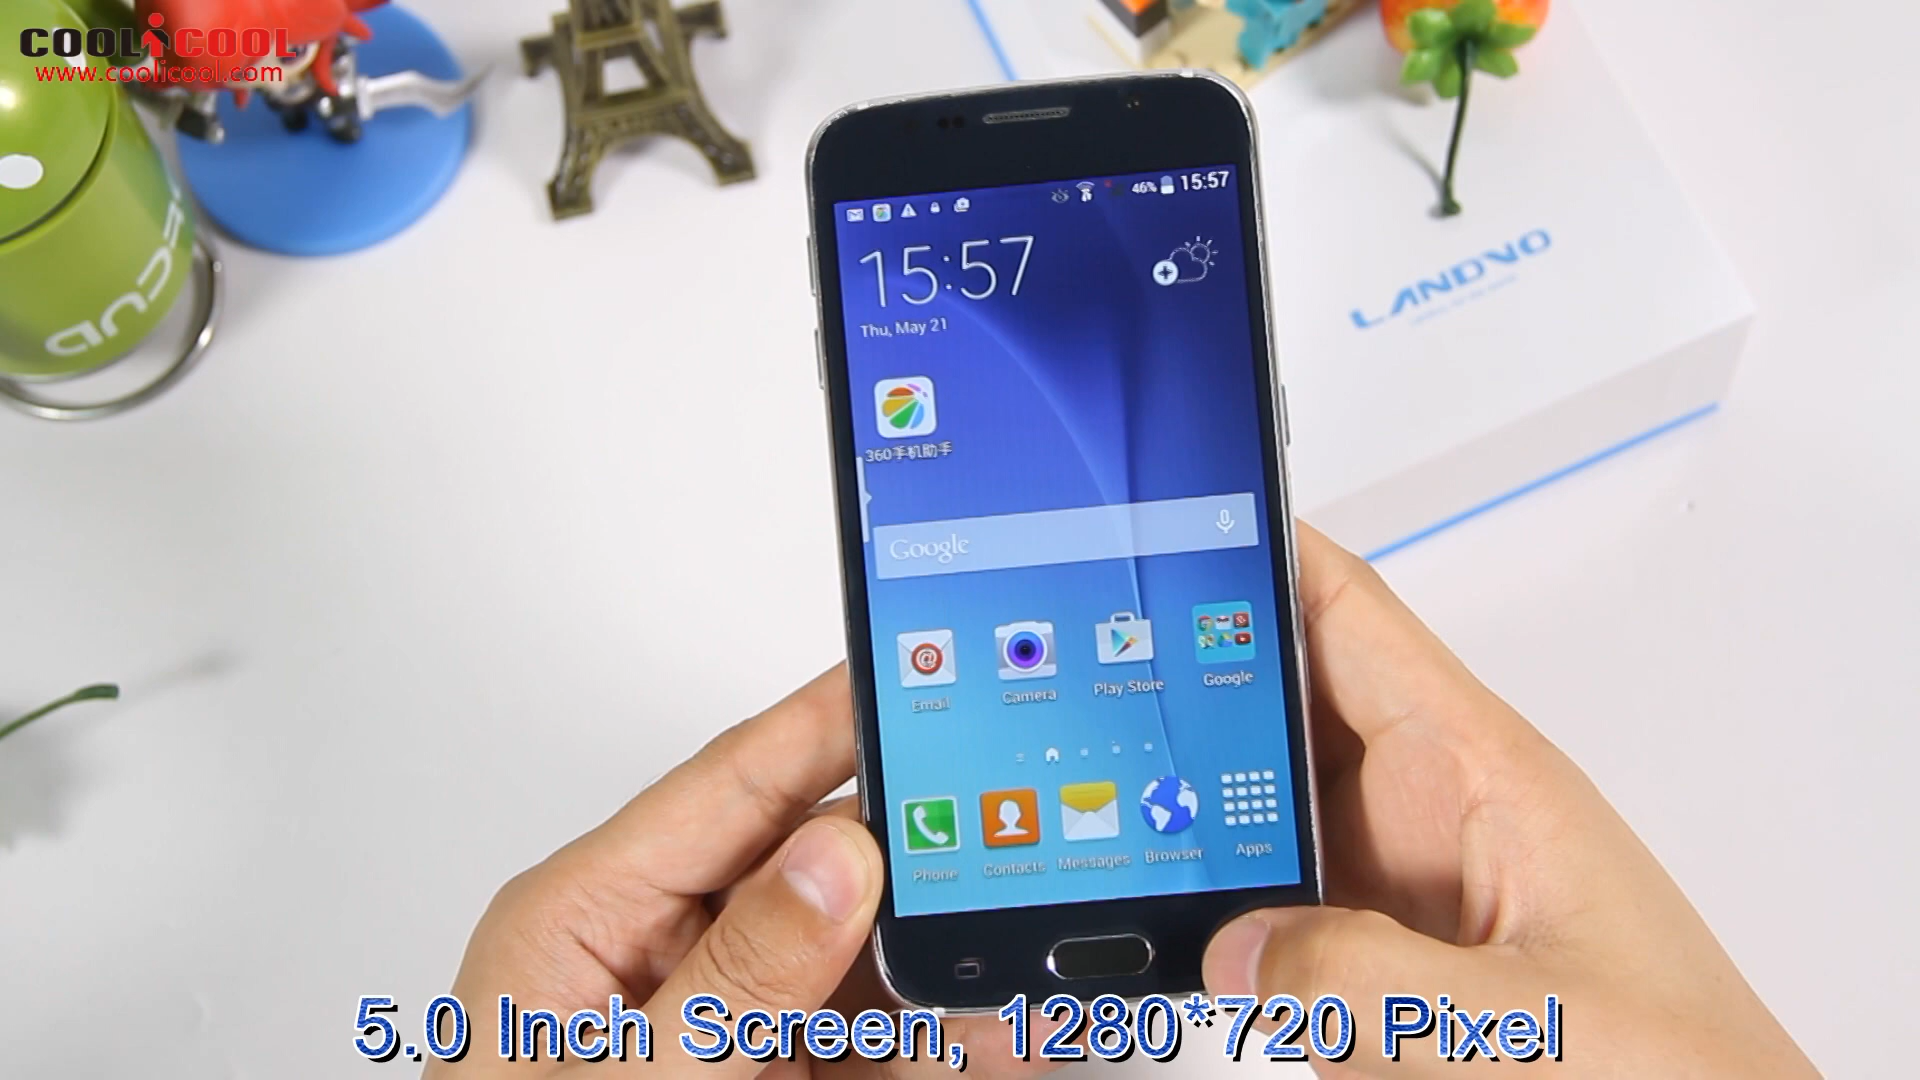 COOLiCOOL
www.coolicool.com
ANDROID
46% 15:57
15:57
Thu, May 21
LANDVO
360手机助手
Google
Email
Camera
Play Store
Google
Phone
Contacts
Messages
Browser
Apps
5.0 Inch Screen, 1280*720 Pixel